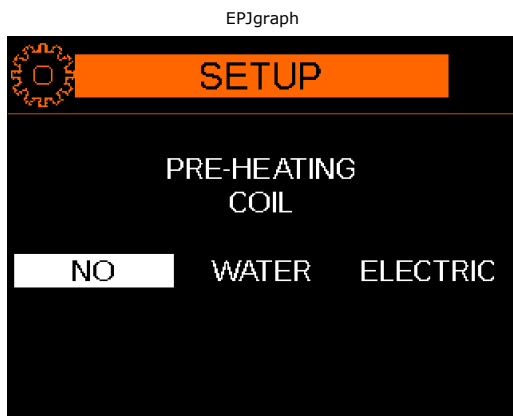 EPJgraph
SETUP
PRE-HEATING
COIL
NO WATER ELECTRIC